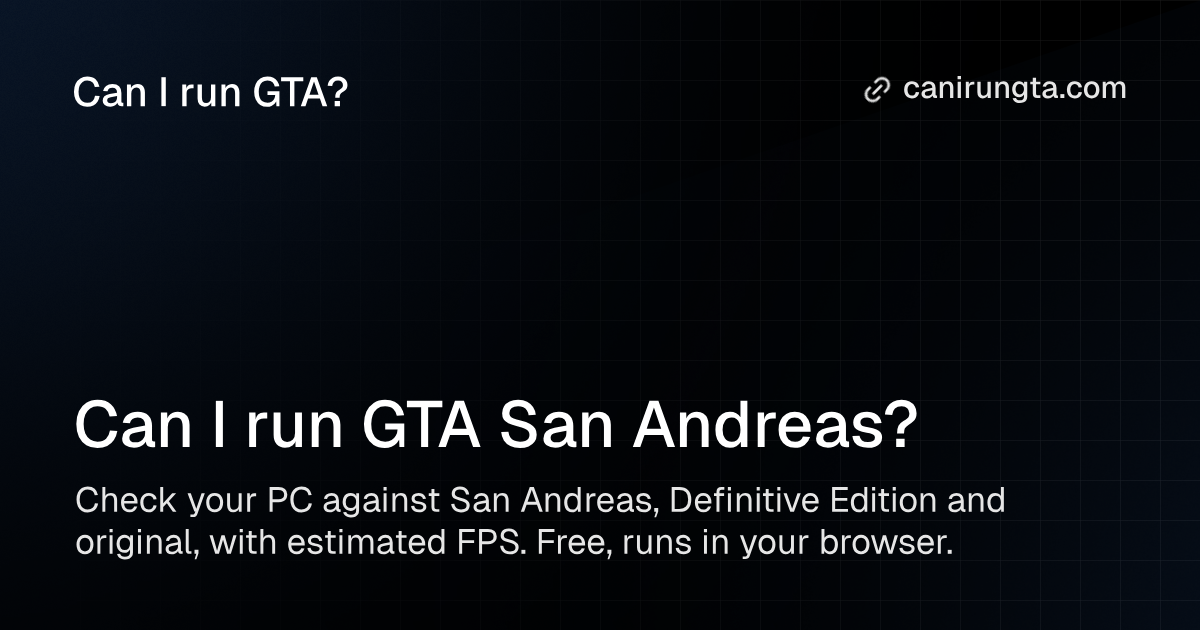 Can I run GTA?
canirungta.com
Can I run GTA San Andreas?
Check your PC against San Andreas, Definitive Edition and
original, with estimated FPS. Free, runs in your browser.